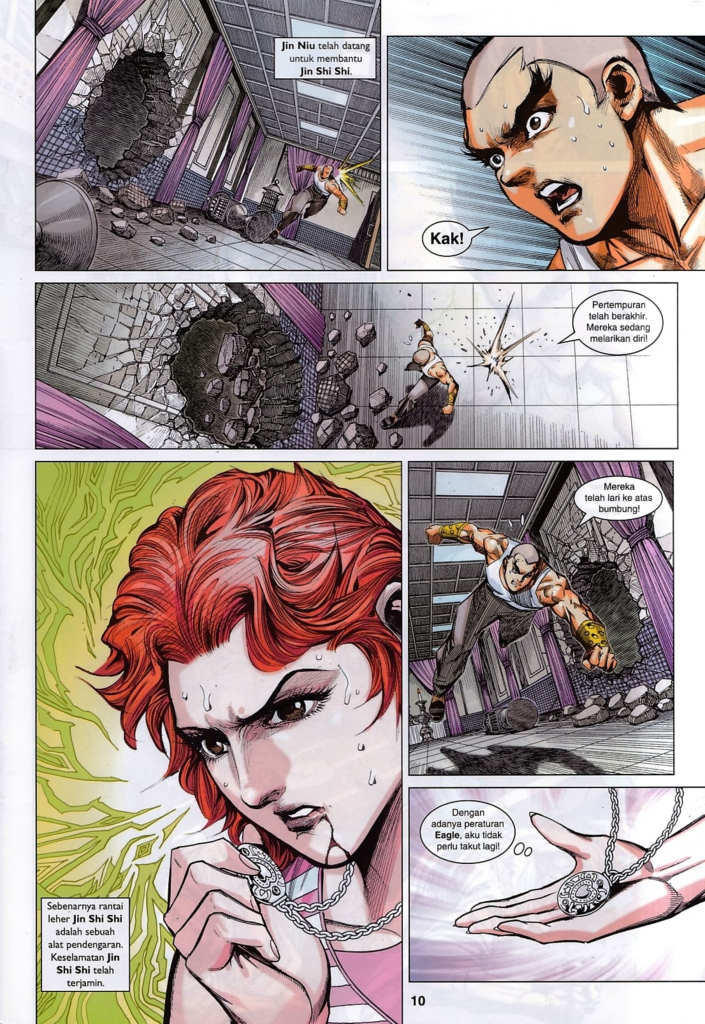 Jin Niu telah datang
untuk membantu
Jin Shi Shi.
Kak!
Pertempuran
telah berakhir.
Mereka sedang
melarikan diri!
Mereka
telah lari ke atas
bumbung!
Sebenarnya rantai
leher Jin Shi Shi
adalah sebuah
alat pendengaran.
Keselamatan Jin
Shi Shi telah
terjamin.
Dengan
adanya peraturan
Eagle, aku tidak
perlu takut lagi!
10